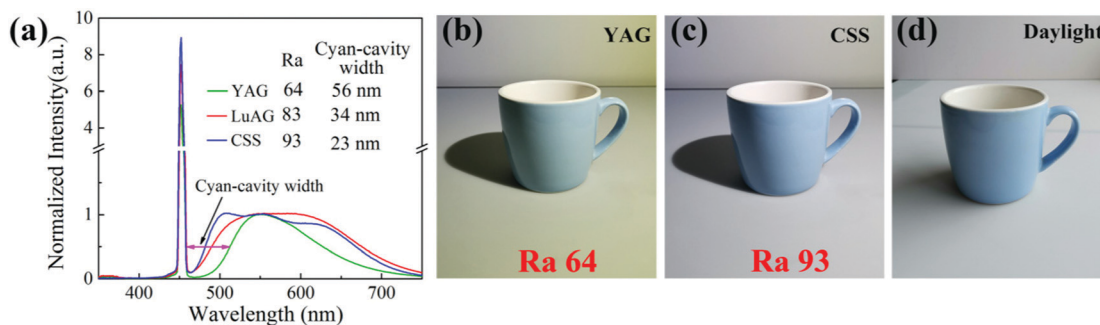 (a)
Normalized Intensity(a.u.)
10
8
6
4
1
0
Ra Cyan-cavity width
YAG 64 56 nm
LuAG 83 34 nm
CSS 93 23 nm
Cyan-cavity width
400 500 600 700
Wavelength (nm)
(b) YAG
Ra 64
(c) CSS
Ra 93
(d) Daylight